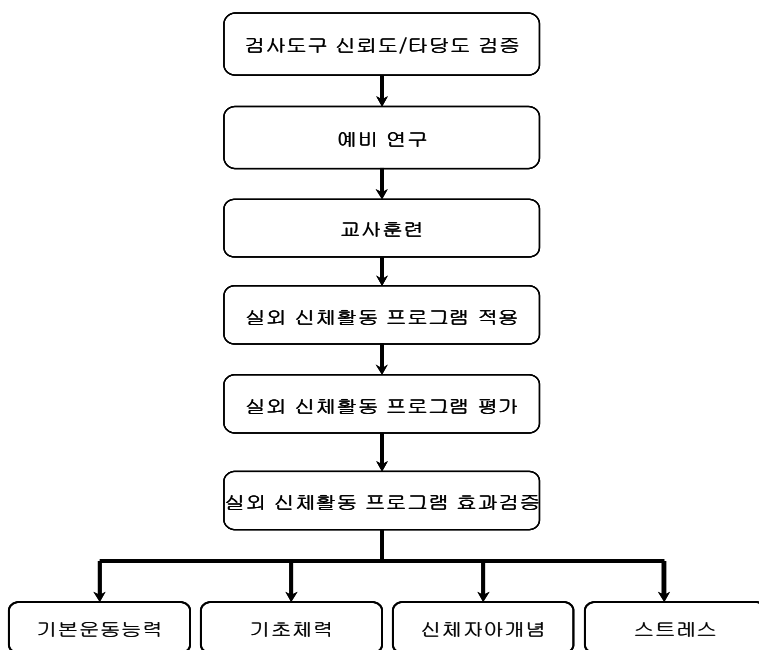 검사도구 신뢰도/타당도 검증
예비 연구
교사훈련
실외 신체활동 프로그램 적용
실외 신체활동 프로그램 평가
실외 신체활동 프로그램 효과검증
기본운동능력
기초체력
신체자아개념
스트레스